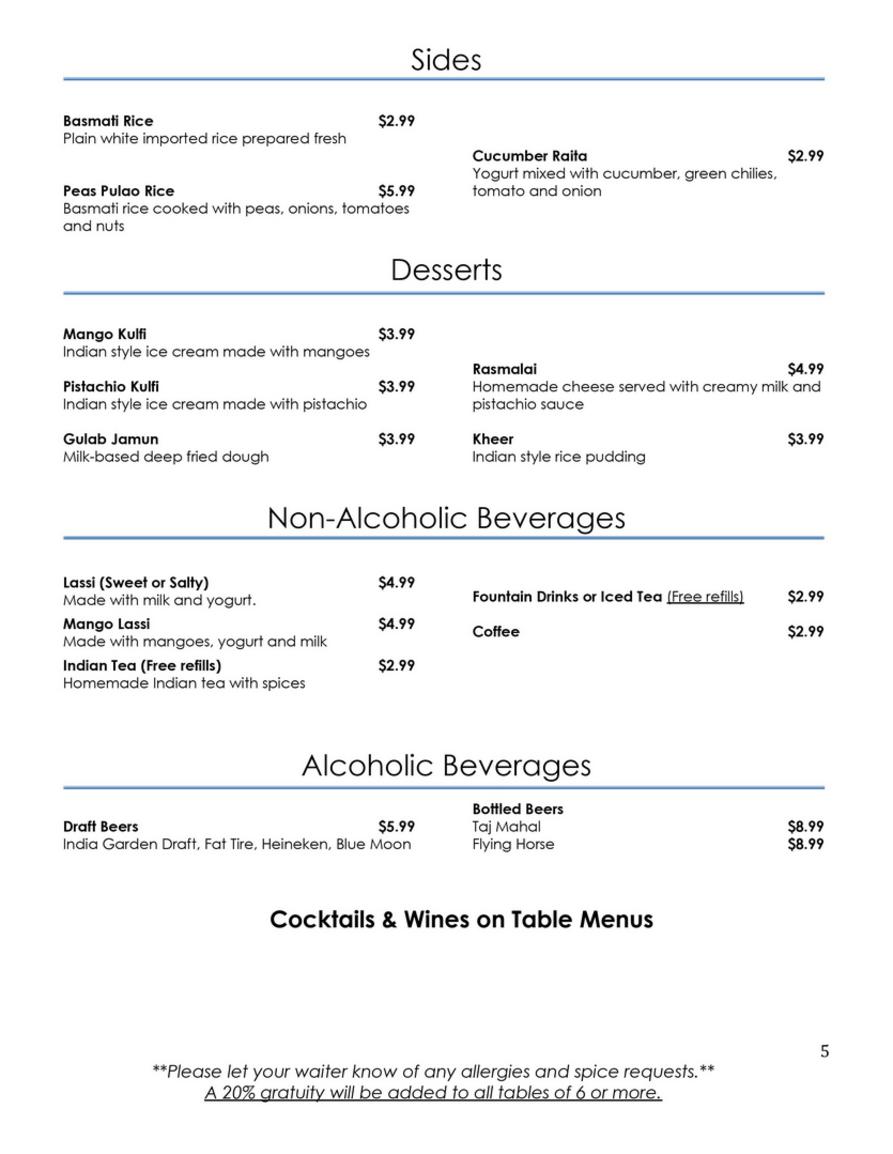 Sides
Basmati Rice $2.99
Plain white imported rice prepared fresh
Peas Pulao Rice $5.99
Basmati rice cooked with peas, onions, tomatoes
and nuts
Cucumber Raita $2.99
Yogurt mixed with cucumber, green chilies,
tomato and onion
Desserts
Mango Kulfi $3.99
Indian style ice cream made with mangoes
Pistachio Kulfi $3.99
Indian style ice cream made with pistachio
Gulab Jamun $3.99
Milk-based deep fried dough
Rasmalai $4.99
Homemade cheese served with creamy milk and
pistachio sauce
Kheer $3.99
Indian style rice pudding
Non-Alcoholic Beverages
Lassi (Sweet or Salty) $4.99
Made with milk and yogurt.
Mango Lassi $4.99
Made with mangoes, yogurt and milk
Indian Tea (Free refills) $2.99
Homemade Indian tea with spices
Fountain Drinks or Iced Tea (Free refills) $2.99
Coffee $2.99
Alcoholic Beverages
Draft Beers $5.99
India Garden Draft, Fat Tire, Heineken, Blue Moon
Bottled Beers
Taj Mahal $8.99
Flying Horse $8.99
Cocktails & Wines on Table Menus
5
**Please let your waiter know of any allergies and spice requests.**
A 20% gratuity will be added to all tables of 6 or more.